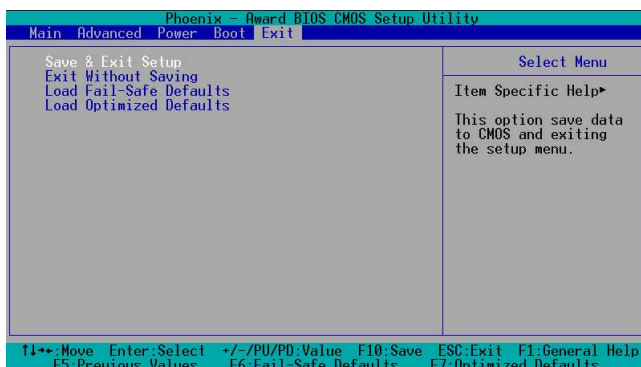 Phoenix - Award BIOS CMOS Setup Utility
Main Advanced Power Boot Exit
Save & Exit Setup
Exit Without Saving
Load Fail-Safe Defaults
Load Optimized Defaults
Select Menu
Item Specific Help►
This option save data
to CMOS and exiting
the setup menu.
↑↓→←:Move Enter:Select +/-/PU/PD:Value F10:Save ESC:Exit F1:General Help
F5:Previous Values F6:Fail-Safe Defaults F7:Optimized Defaults